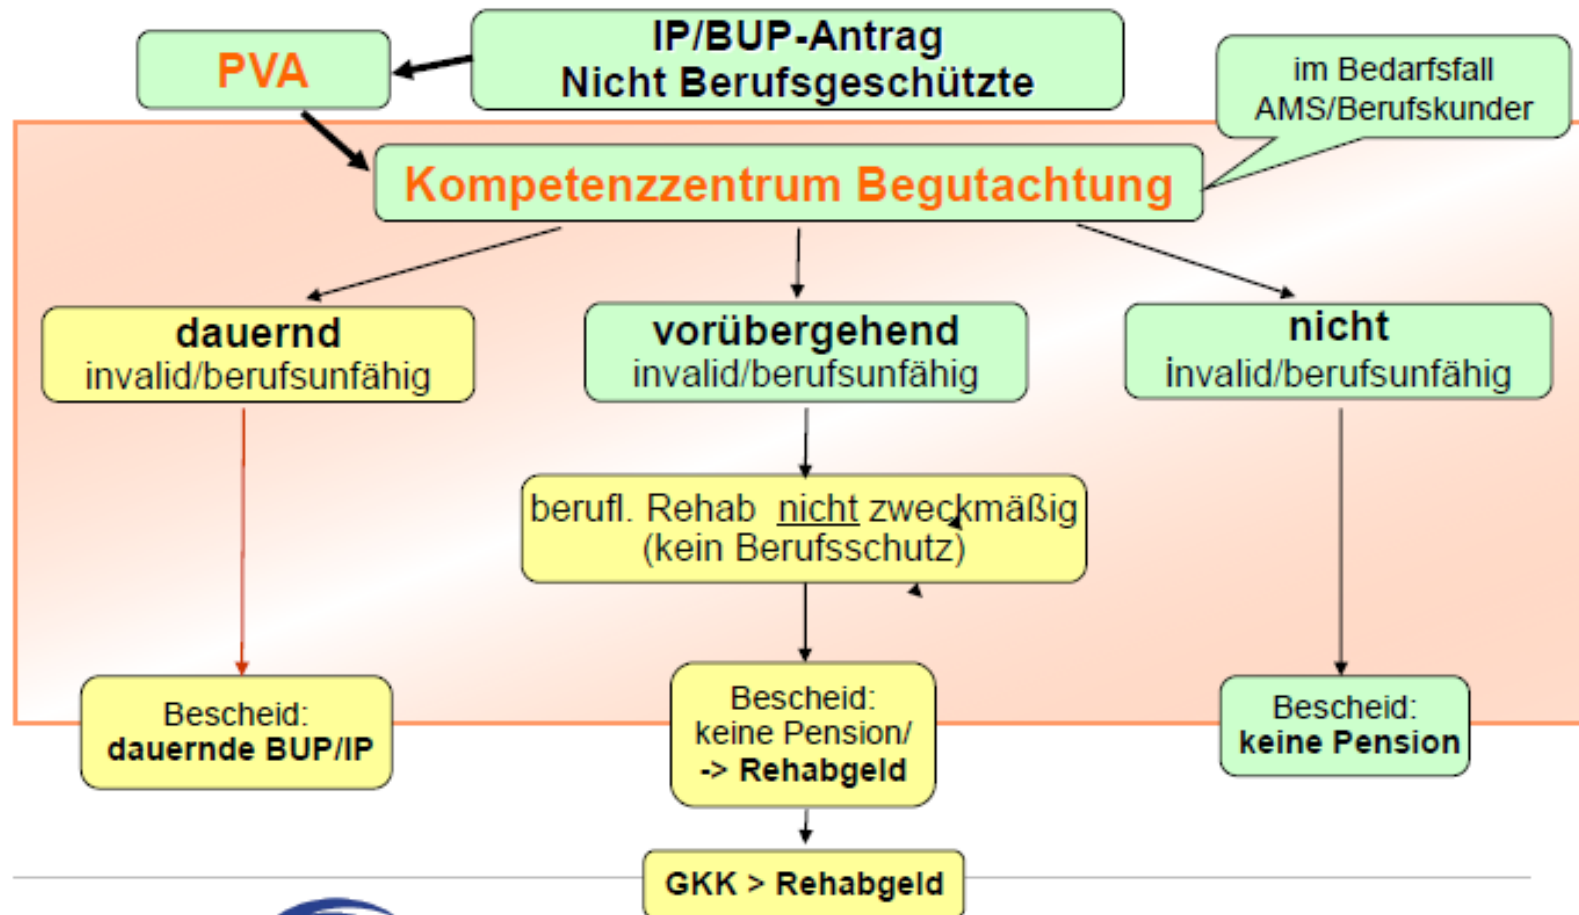 IP/BUP-Antrag
Nicht Berufsgeschützte
PVA
im Bedarfsfall
AMS/Berufskunder
Kompetenzzentrum Begutachtung
dauernd
invalid/berufsunfähig
vorübergehend
invalid/berufsunfähig
nicht
invalid/berufsunfähig
berufl. Rehab nicht zweckmäßig
(kein Berufsschutz)
Bescheid:
dauernde BUP/IP
Bescheid:
keine Pension/
-> Rehabgeld
Bescheid:
keine Pension
GKK > Rehabgeld